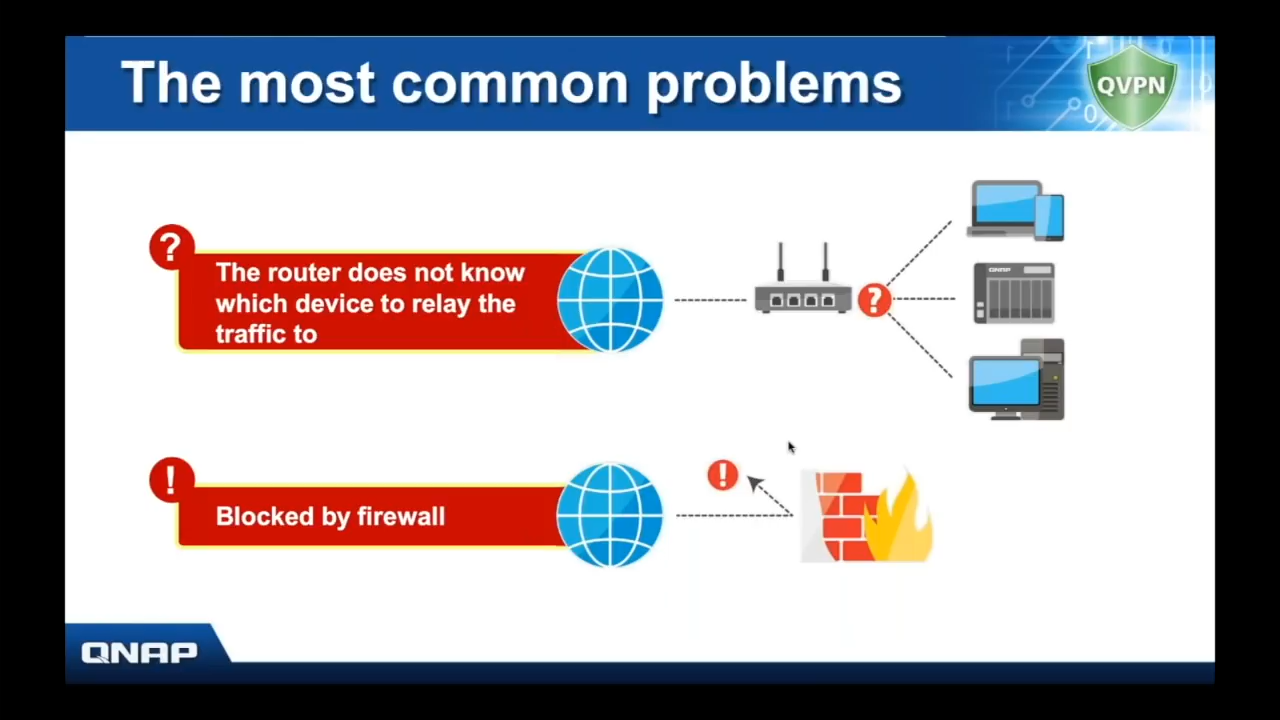 The most common problems
QVPN
?
The router does not know
which device to relay the
traffic to
?
QNAP
!
Blocked by firewall
!
QNAP